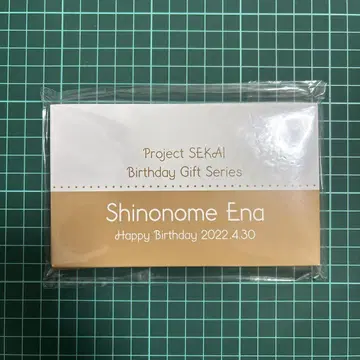 Project SEKAI
Birthday Gift Series
Shinonome Ena
Happy Birthday 2022.4.30